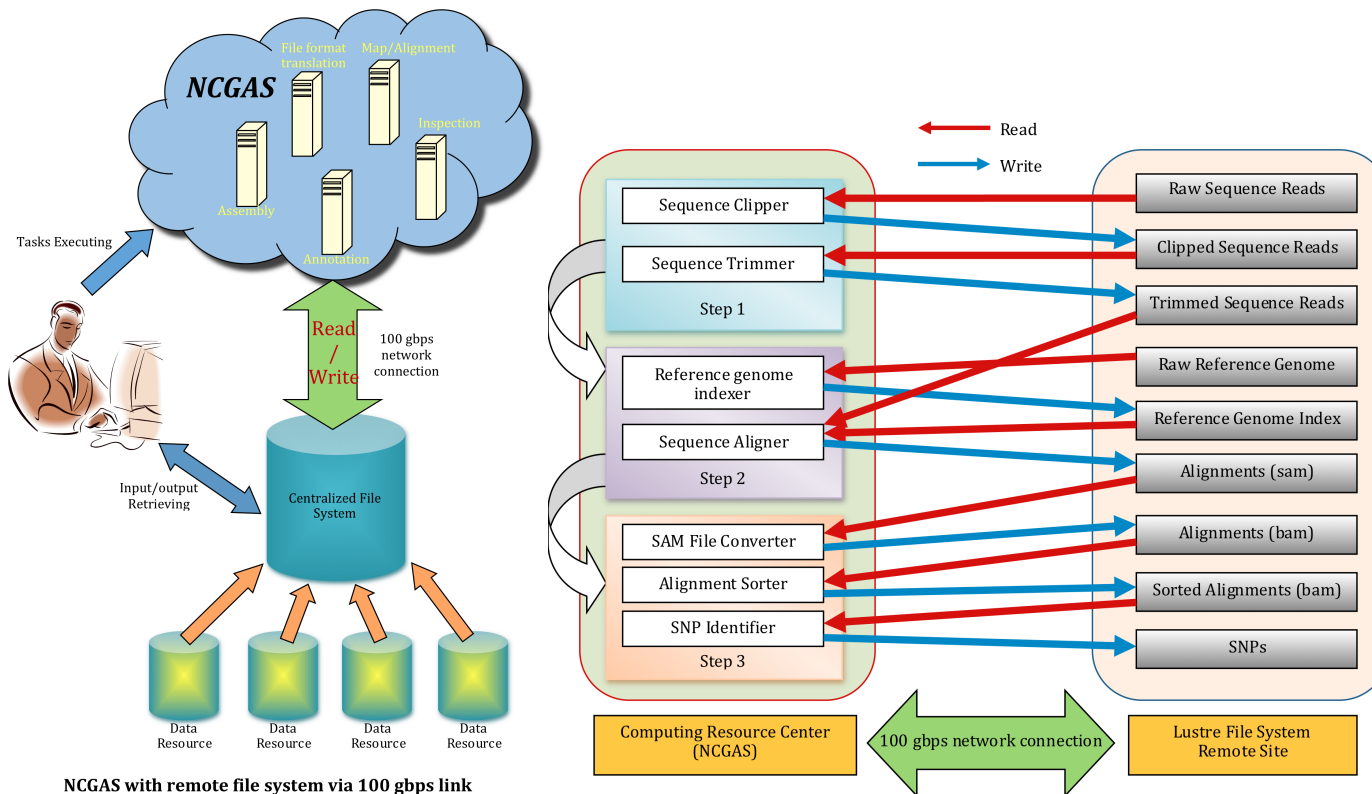 File format
translation
Map/Alignment
NCGAS
Inspection
Assembly
Annotation
Tasks Executing
Read
/
Write
100 gbps
network
connection
Input/output
Retrieving
Centralized File
System
Data
Resource
Data
Resource
Data
Resource
Data
Resource
NCGAS with remote file system via 100 gbps link
Read
Write
Sequence Clipper
Sequence Trimmer
Step 1
Reference genome
indexer
Sequence Aligner
Step 2
SAM File Converter
Alignment Sorter
SNP Identifier
Step 3
Raw Sequence Reads
Clipped Sequence Reads
Trimmed Sequence Reads
Raw Reference Genome
Reference Genome Index
Alignments (sam)
Alignments (bam)
Sorted Alignments (bam)
SNPs
Computing Resource Center
(NCGAS)
100 gbps network connection
Lustre File System
Remote Site